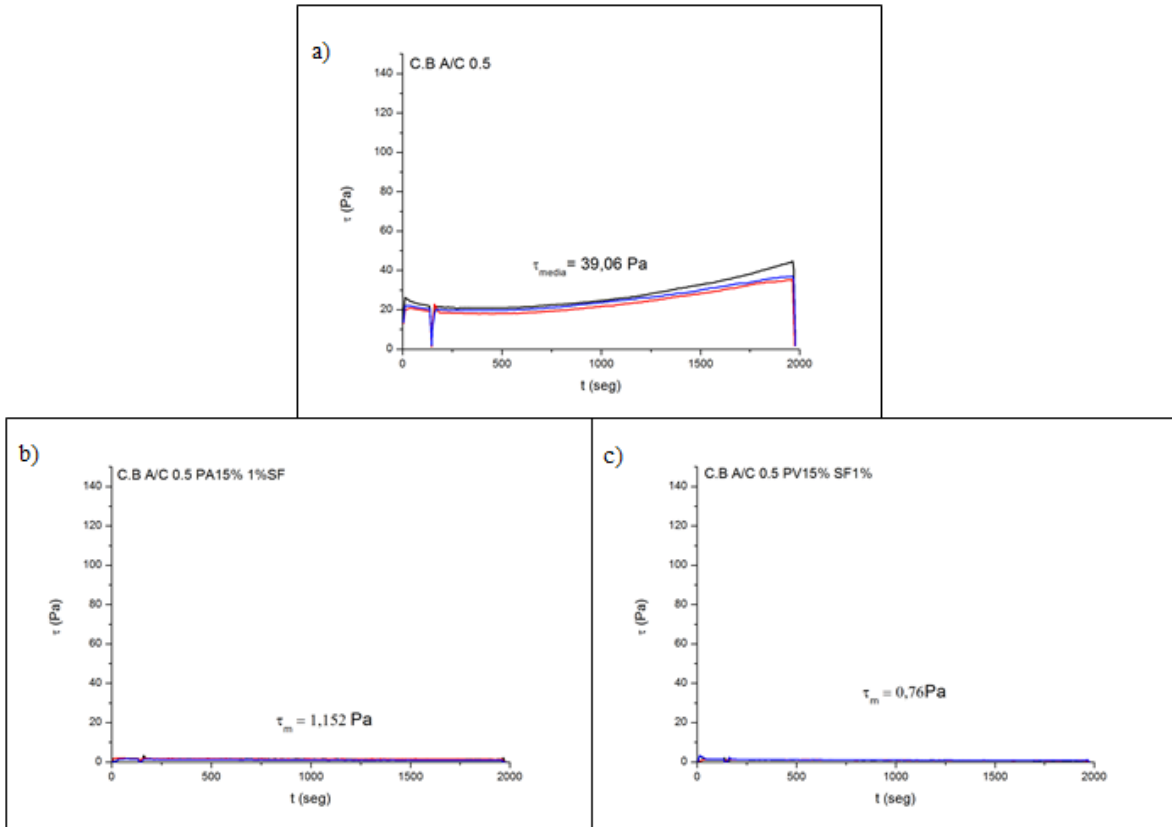 a)
C.B A/C 0.5
140
120
100
80
60
40
20
0
τ (Pa)
τmedia= 39,06 Pa
0 500 1000 1500 2000
t (seg)
b)
C.B A/C 0.5 PA15% 1%SF
140
120
100
80
60
40
20
0
τ (Pa)
τm = 1,152 Pa
0 500 1000 1500 2000
t (seg)
c)
C.B A/C 0.5 PV15% SF1%
140
120
100
80
60
40
20
0
τ (Pa)
τm = 0,76Pa
0 500 1000 1500 2000
t (seg)